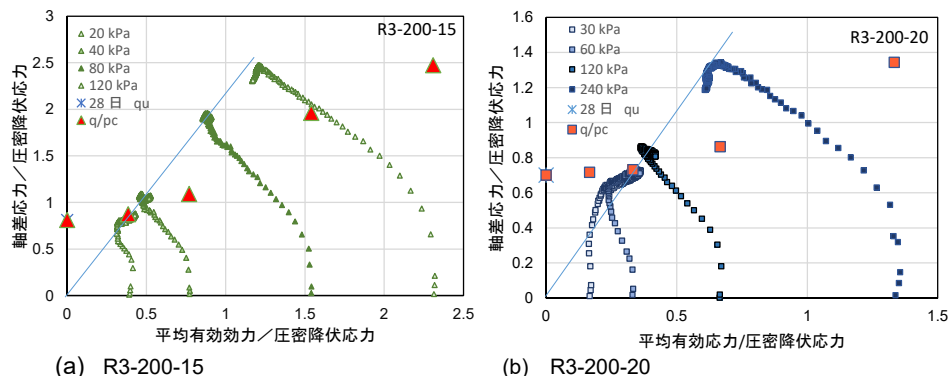 R3-200-15
20 kPa
40 kPa
80 kPa
120 kPa
28 日 qu
q/pc
軸差応力／圧密降伏応力
3
2.5
2
1.5
1
0.5
0
0
0.5
1
1.5
2
2.5
平均有効効力／圧密降伏応力
(a) R3-200-15
R3-200-20
30 kPa
60 kPa
120 kPa
240 kPa
28 日 qu
q/pc
軸差応力／圧密降伏応力
1.6
1.4
1.2
1
0.8
0.6
0.4
0.2
0
0
0.5
1
1.5
平均有効応力/圧密降伏応力
(b) R3-200-20